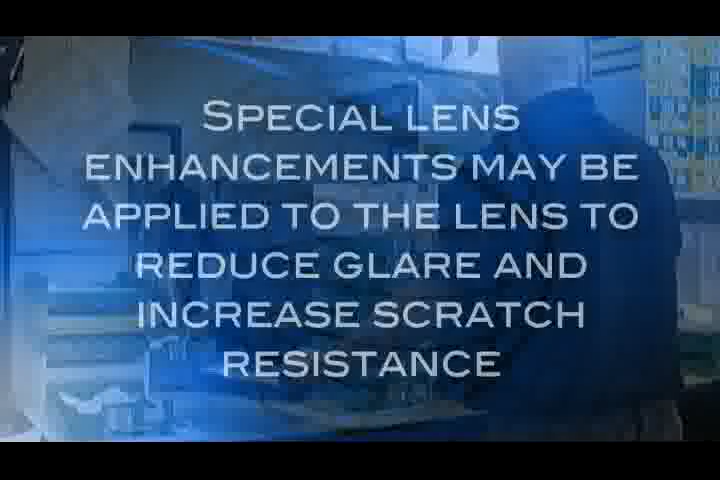 SPECIAL LENS
ENHANCEMENTS MAY BE
APPLIED TO THE LENS TO
REDUCE GLARE AND
INCREASE SCRATCH
RESISTANCE